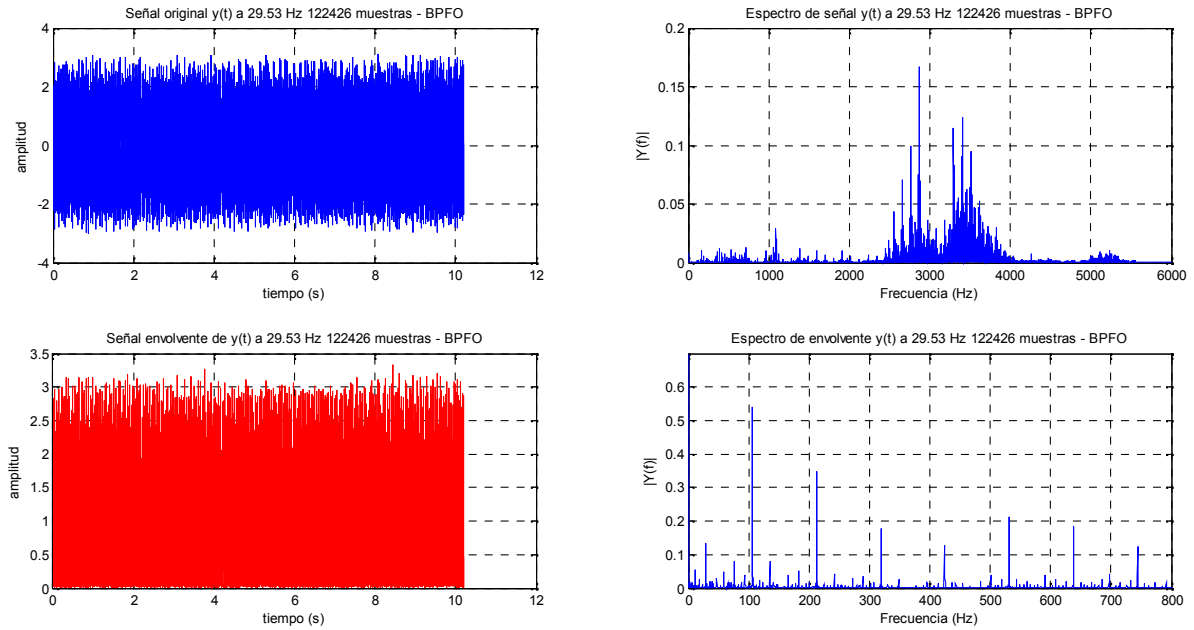 Señal original y(t) a 29.53 Hz 122426 muestras - BPFO
4
2
0
-2
-4
amplitud
0 2 4 6 8 10 12
tiempo (s)
Espectro de señal y(t) a 29.53 Hz 122426 muestras - BPFO
0.2
0.15
0.1
0.05
0
|Y(f)|
0 1000 2000 3000 4000 5000 6000
Frecuencia (Hz)
Señal envolvente de y(t) a 29.53 Hz 122426 muestras - BPFO
3.5
3
2.5
2
1.5
1
0.5
0
amplitud
0 2 4 6 8 10 12
tiempo (s)
Espectro de envolvente y(t) a 29.53 Hz 122426 muestras - BPFO
0.6
0.5
0.4
0.3
0.2
0.1
0
|Y(f)|
0 100 200 300 400 500 600 700 800
Frecuencia (Hz)